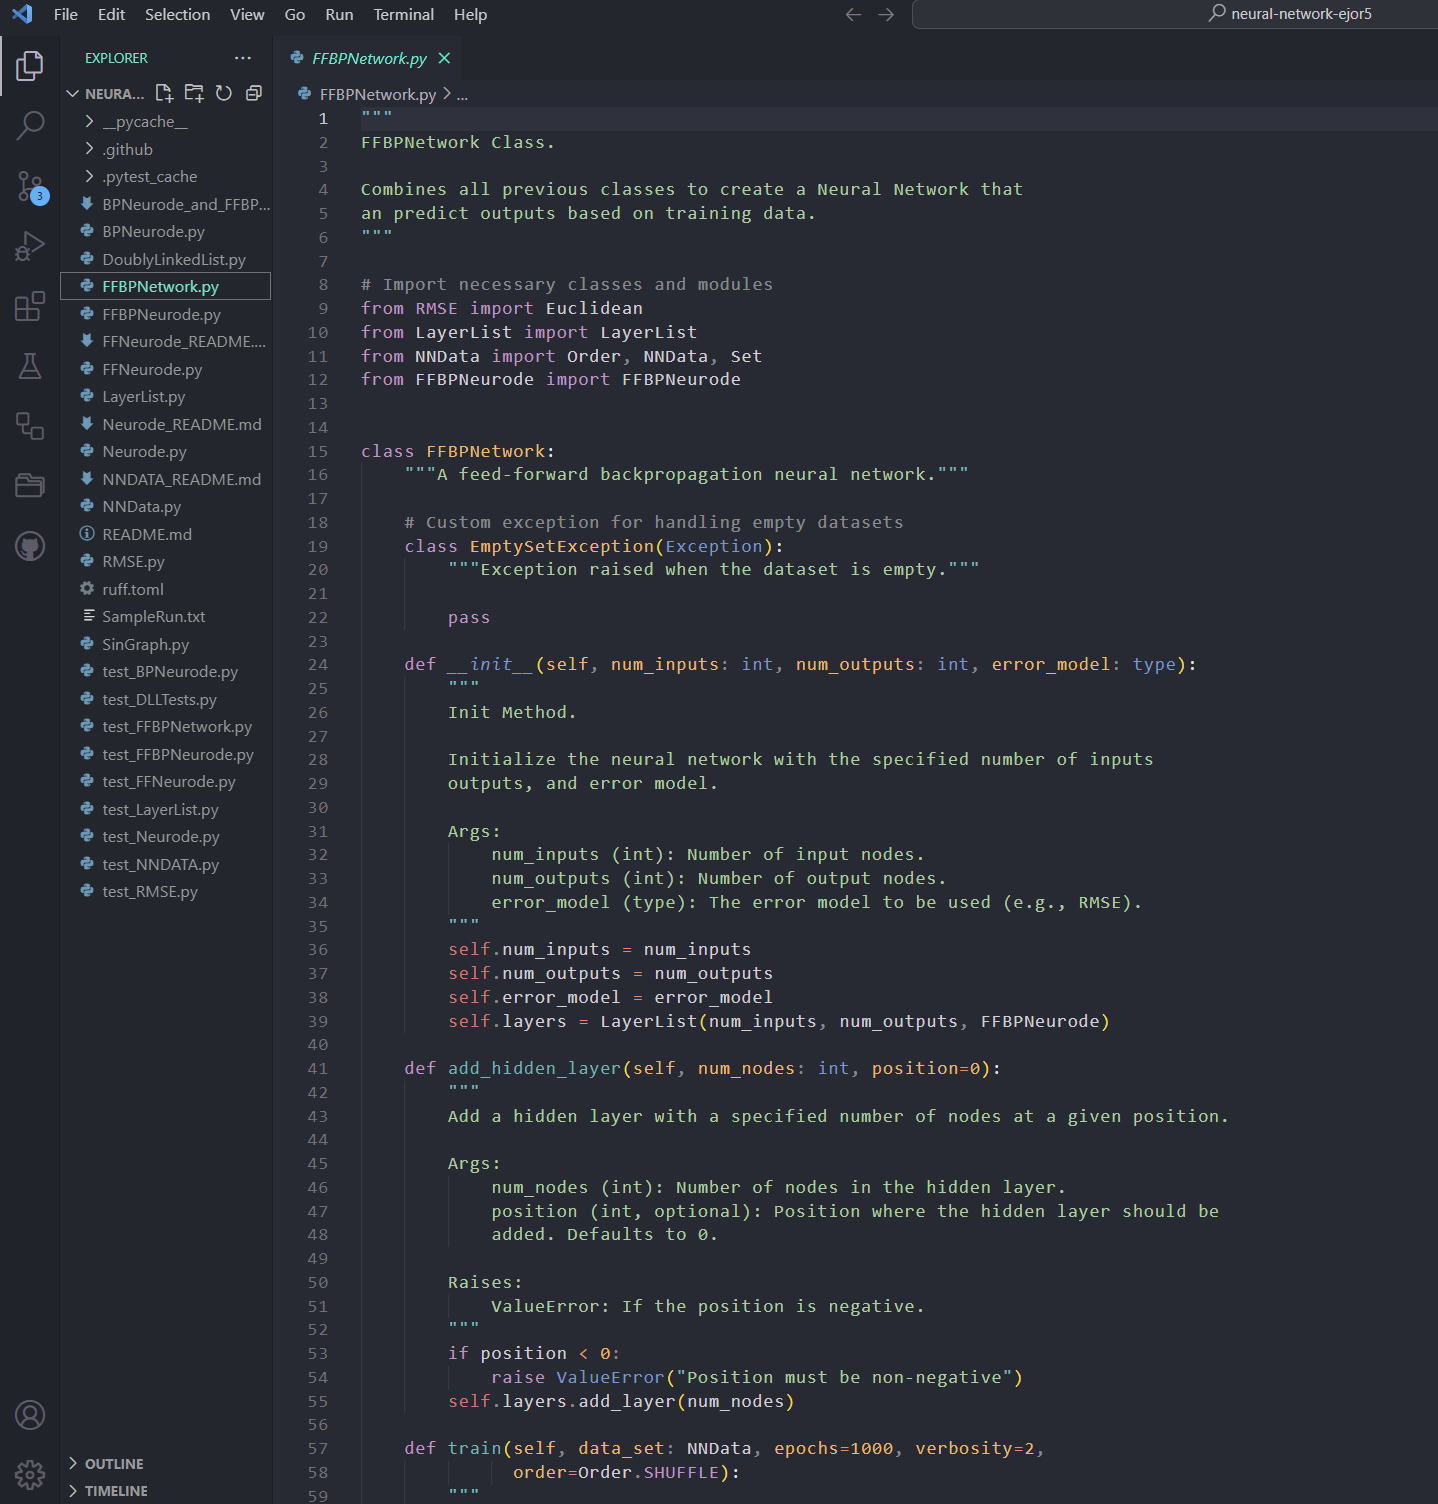 File Edit Selection View Go Run Terminal Help
neural-network-ejor5
EXPLORER
NEURA...
__pycache__
.github
.pytest_cache
BPNeurode_and_FFBP...
BPNeurode.py
DoublyLinkedList.py
FFBPNetwork.py
FFBPNeurode.py
FFNeurode_README....
FFNeurode.py
LayerList.py
Neurode_README.md
Neurode.py
NNDATA_README.md
NNData.py
README.md
RMSE.py
ruff.toml
SampleRun.txt
SinGraph.py
test_BPNeurode.py
test_DLLTests.py
test_FFBPNetwork.py
test_FFBPNeurode.py
test_FFNeurode.py
test_LayerList.py
test_Neurode.py
test_NNDATA.py
test_RMSE.py
OUTLINE
TIMELINE
3
FFBPNetwork.py
FFBPNetwork.py > ...
1 """
2 FFBPNetwork Class.
3
4 Combines all previous classes to create a Neural Network that
5 an predict outputs based on training data.
6 """
7
8 # Import necessary classes and modules
9 from RMSE import Euclidean
10 from LayerList import LayerList
11 from NNData import Order, NNData, Set
12 from FFBPNeurode import FFBPNeurode
13
14
15 class FFBPNetwork:
16 """A feed-forward backpropagation neural network."""
17
18 # Custom exception for handling empty datasets
19 class EmptySetException(Exception):
20 """Exception raised when the dataset is empty."""
21
22 pass
23
24 def __init__(self, num_inputs: int, num_outputs: int, error_model: type):
25 """
26 Init Method.
27
28 Initialize the neural network with the specified number of inputs
29 outputs, and error model.
30
31 Args:
32 num_inputs (int): Number of input nodes.
33 num_outputs (int): Number of output nodes.
34 error_model (type): The error model to be used (e.g., RMSE).
35 """
36 self.num_inputs = num_inputs
37 self.num_outputs = num_outputs
38 self.error_model = error_model
39 self.layers = LayerList(num_inputs, num_outputs, FFBPNeurode)
40
41 def add_hidden_layer(self, num_nodes: int, position=0):
42 """
43 Add a hidden layer with a specified number of nodes at a given position.
44
45 Args:
46 num_nodes (int): Number of nodes in the hidden layer.
47 position (int, optional): Position where the hidden layer should be
48 added. Defaults to 0.
49
50 Raises:
51 ValueError: If the position is negative.
52 """
53 if position < 0:
54 raise ValueError("Position must be non-negative")
55 self.layers.add_layer(num_nodes)
56
57 def train(self, data_set: NNData, epochs=1000, verbosity=2,
58 order=Order.SHUFFLE):
59 """